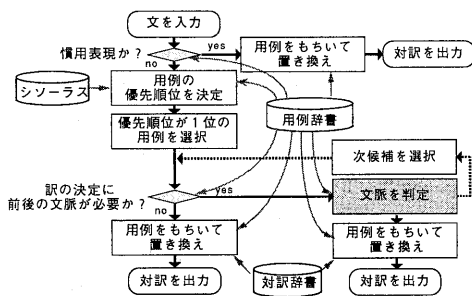 文を入力
慣用表現か?
yes
no
用例をもちいて
置き換え
対訳を出力
シソーラス
用例の
優先順位を決定
優先順位が1位の
用例を選択
用例辞書
次候補を選択
訳の決定に
前後の文脈が必要か?
yes
no
文脈を判定
用例をもちいて
置き換え
用例をもちいて
置き換え
対訳を出力
対訳辞書
対訳を出力